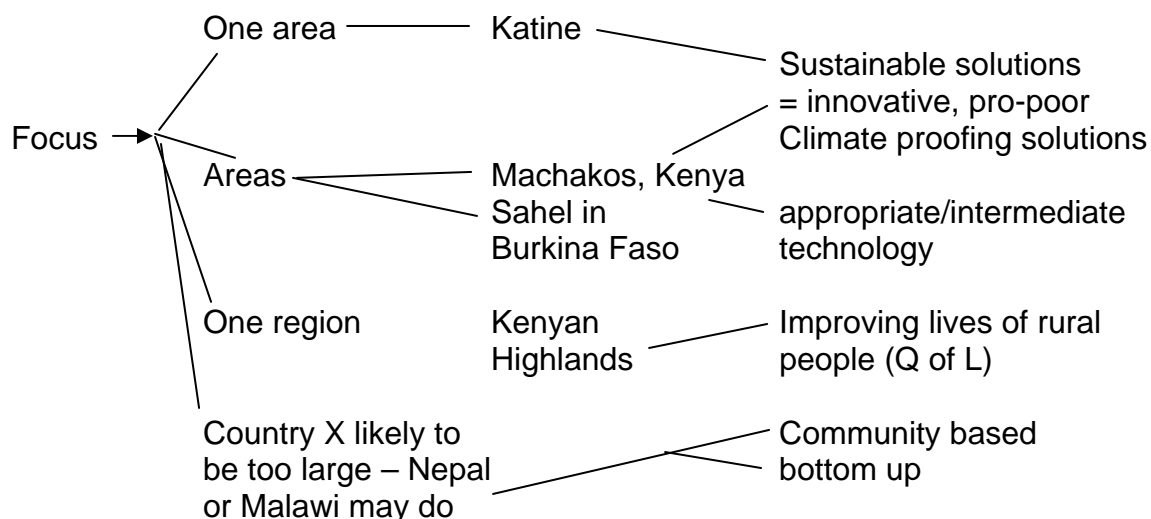 One area
Katine
Sustainable solutions
= innovative, pro-poor
Climate proofing solutions
Focus
Areas
Machakos, Kenya
Sahel in
Burkina Faso
appropriate/intermediate
technology
One region
Kenyan
Highlands
Improving lives of rural
people (Q of L)
Country X likely to
be too large – Nepal
or Malawi may do
Community based
bottom up